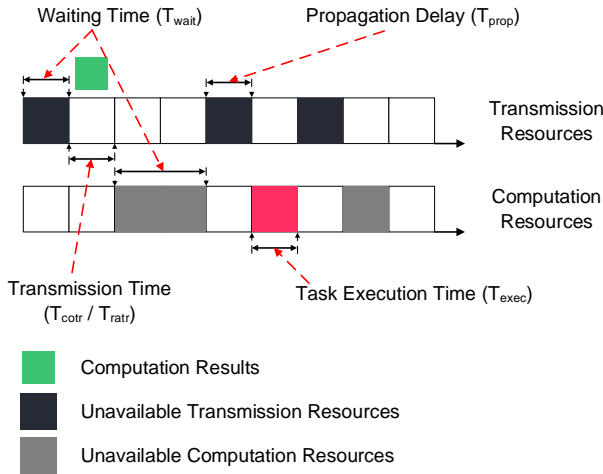 Waiting Time (Twait)
Propagation Delay (Tprop)
Transmission
Resources
Computation
Resources
Transmission Time
(Tcotr / Tratr)
Task Execution Time (Texec)
Computation Results
Unavailable Transmission Resources
Unavailable Computation Resources